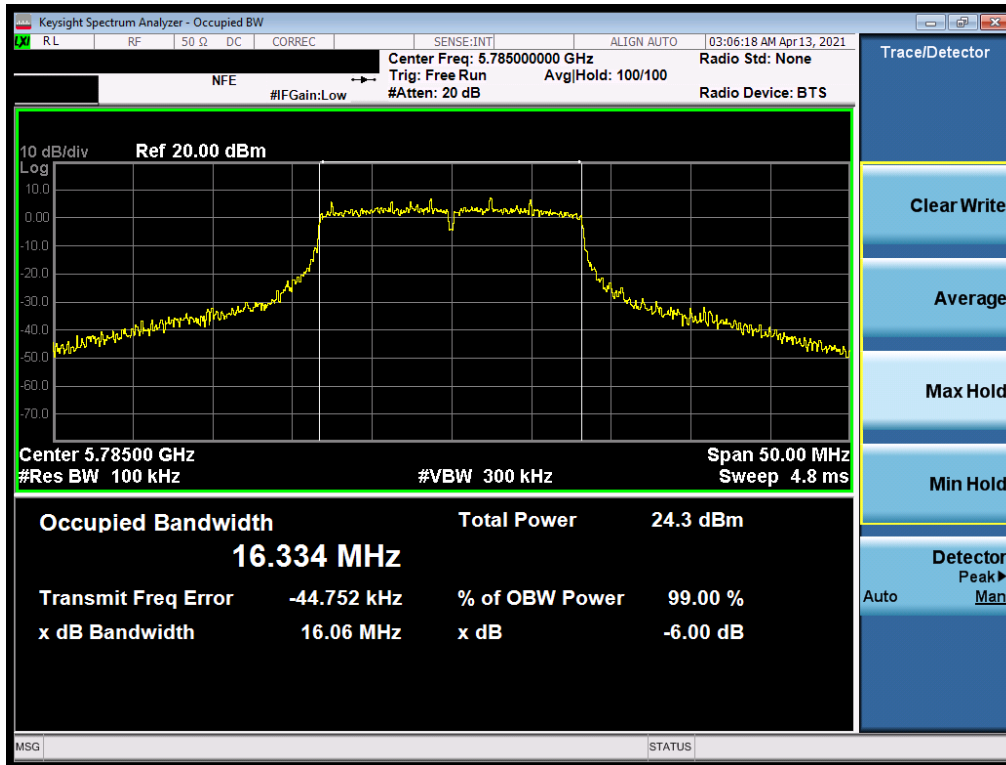 Keysight Spectrum Analyzer - Occupied BW
LXI RL RF 50 Ω DC CORREC SENSE:INT ALIGN AUTO 03:06:18 AM Apr 13, 2021
Center Freq: 5.785000000 GHz Radio Std: None
NFE Trig: Free Run Avg|Hold: 100/100
#IFGain:Low #Atten: 20 dB Radio Device: BTS
10 dB/div Ref 20.00 dBm
Log
10.0
0.00
-10.0
-20.0
-30.0
-40.0
-50.0
-60.0
-70.0
Center 5.78500 GHz Span 50.00 MHz
#Res BW 100 kHz #VBW 300 kHz Sweep 4.8 ms
Occupied Bandwidth Total Power 24.3 dBm
16.334 MHz
Transmit Freq Error -44.752 kHz % of OBW Power 99.00 %
x dB Bandwidth 16.06 MHz x dB -6.00 dB
MSG STATUS
Trace/Detector
Clear Write
Average
Max Hold
Min Hold
Detector
Peak▶
Auto Man